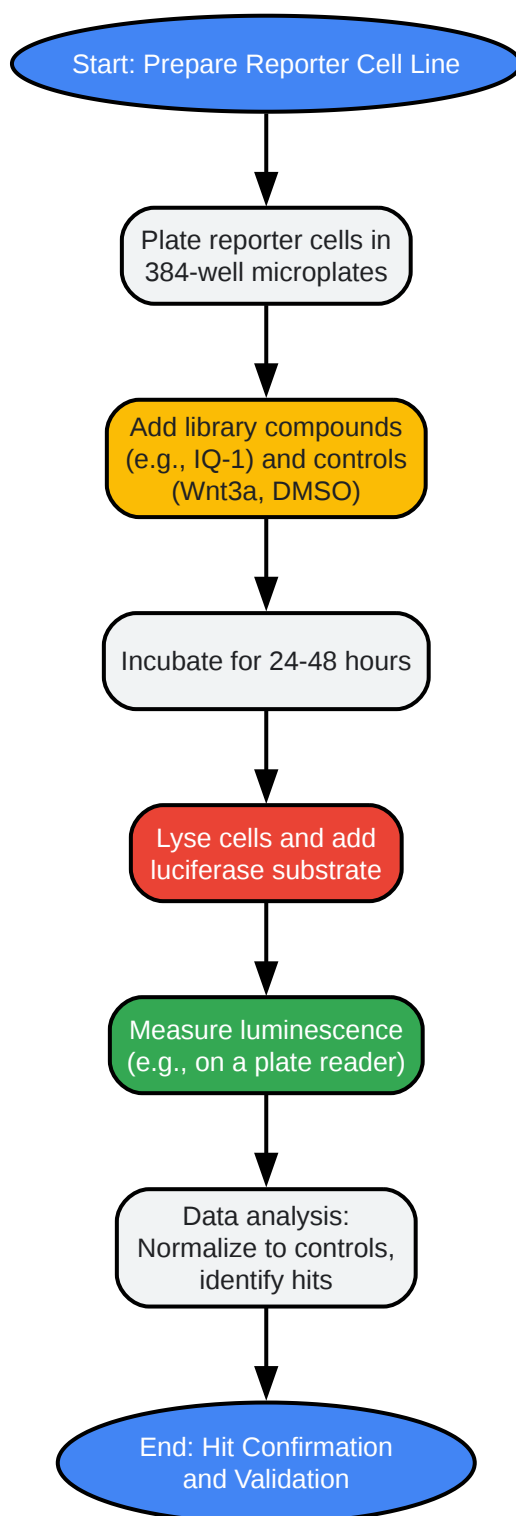 Start: Prepare Reporter Cell Line
Plate reporter cells in
384-well microplates
Add library compounds
(e.g., IQ-1) and controls
(Wnt3a, DMSO)
Incubate for 24-48 hours
Lyse cells and add
luciferase substrate
Measure luminescence
(e.g., on a plate reader)
Data analysis:
Normalize to controls,
identify hits
End: Hit Confirmation
and Validation